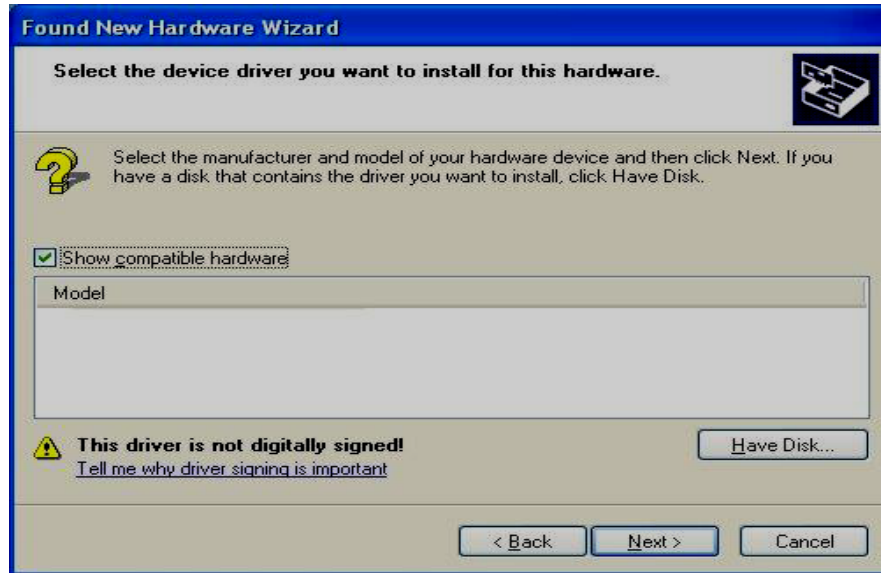 Found New Hardware Wizard
Select the device driver you want to install for this hardware.
Select the manufacturer and model of your hardware device and then click Next. If you
have a disk that contains the driver you want to install, click Have Disk.
Show compatible hardware
Model
This driver is not digitally signed!
Have Disk...
Tell me why driver signing is important
< Back
Next >
Cancel